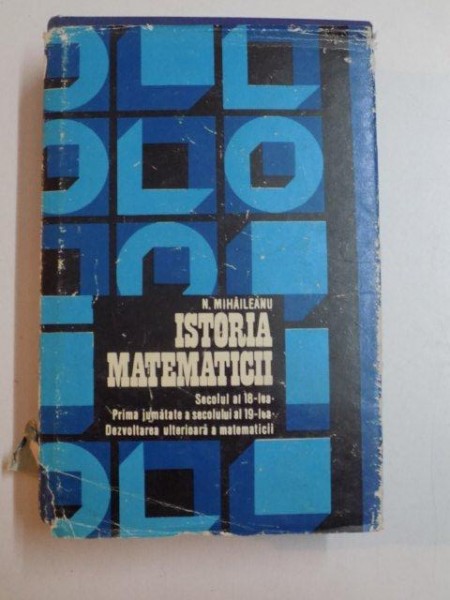 N. MIHĂILEANU
ISTORIA
MATEMATICII
Secolul al 18-lea·
Prima jumătate a secolului al 19-lea·
Dezvoltarea ulterioară a matematicii